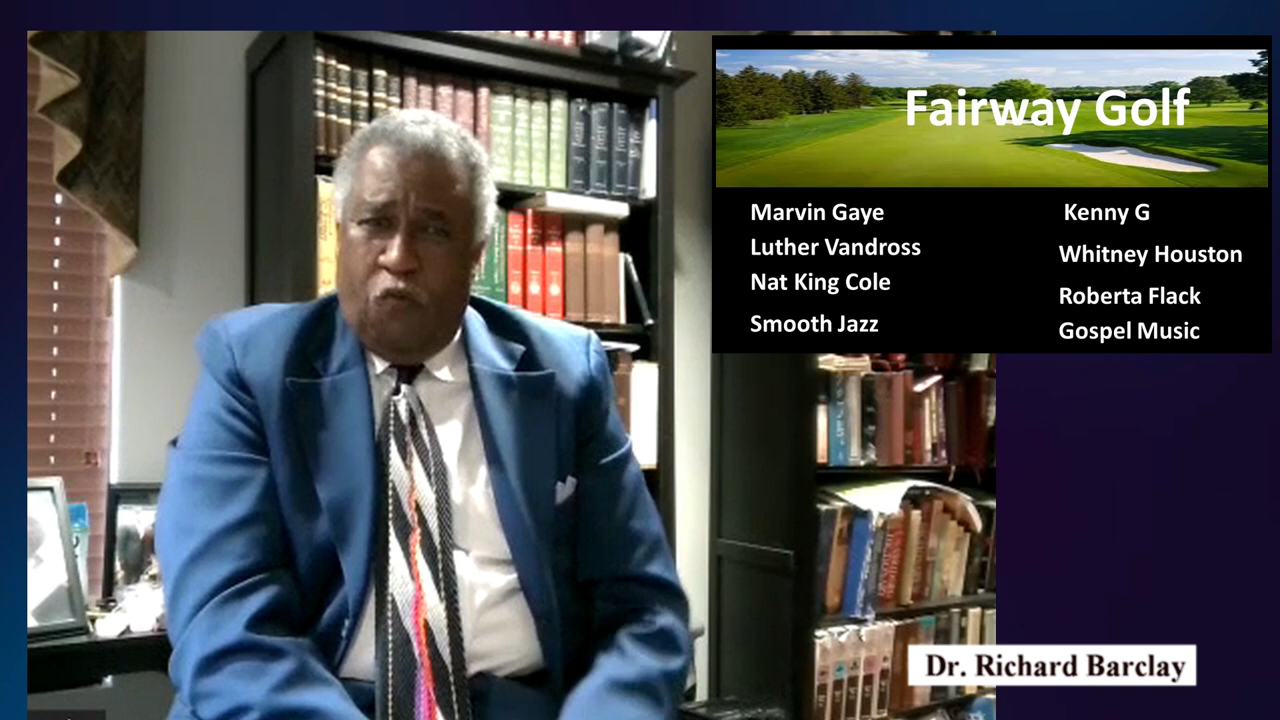 Fairway Golf
Marvin Gaye
Luther Vandross
Nat King Cole
Smooth Jazz
Kenny G
Whitney Houston
Roberta Flack
Gospel Music
Dr. Richard Barclay